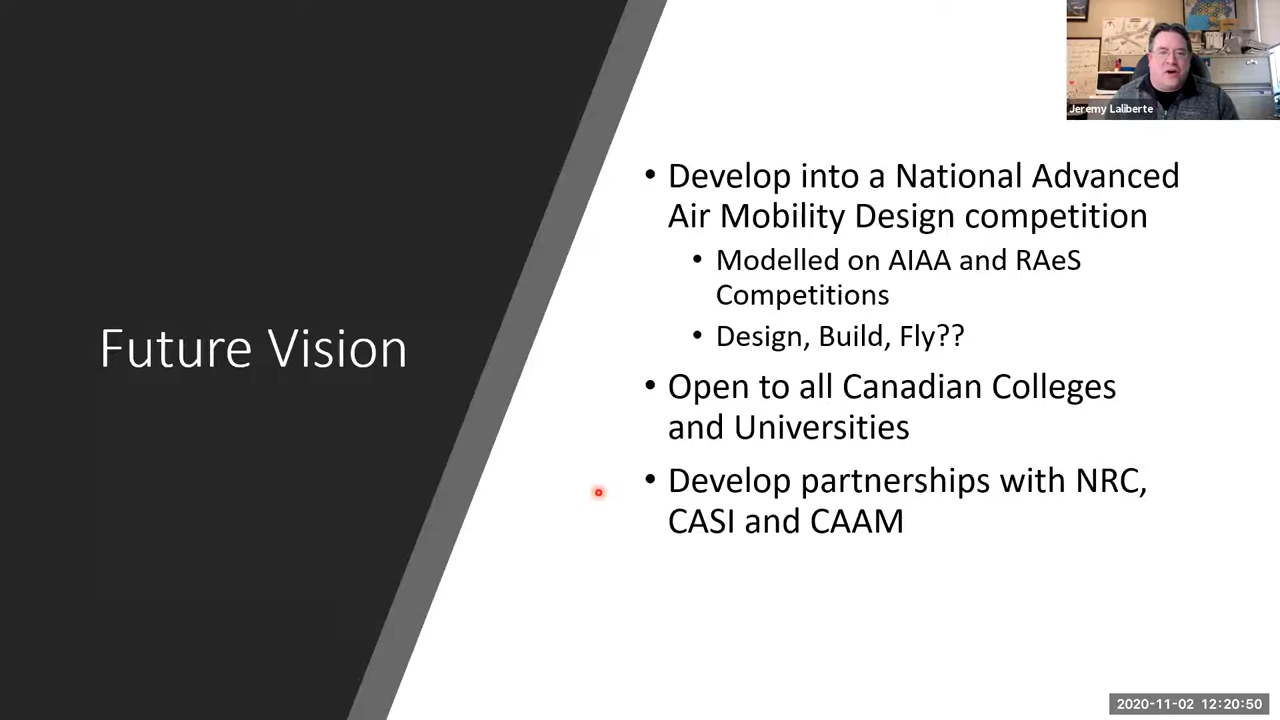 Jeremy Laliberte
Future Vision
• Develop into a National Advanced
Air Mobility Design competition
• Modelled on AIAA and RAeS
Competitions
• Design, Build, Fly??
• Open to all Canadian Colleges
and Universities
• Develop partnerships with NRC,
CASI and CAAM
2020-11-02 12:20:50